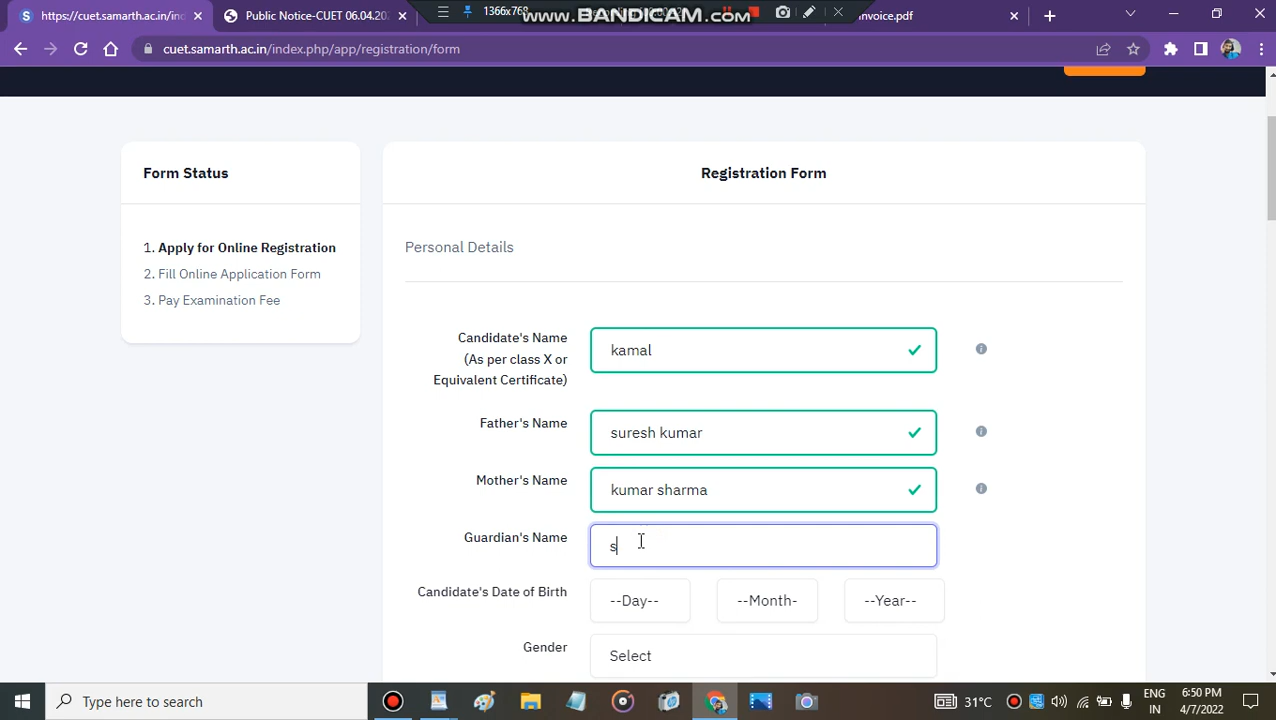 https://cuet.samarth.ac.in/in
Public Notice-CUET 06.04.202
1366x768
www.BANDICAM.com
invoice.pdf
cuet.samarth.ac.in/index.php/app/registration/form
Form Status
1. Apply for Online Registration
2. Fill Online Application Form
3. Pay Examination Fee
Registration Form
Personal Details
Candidate's Name
(As per class X or
Equivalent Certificate)
kamal
Father's Name
suresh kumar
Mother's Name
kumar sharma
Guardian's Name
s
Candidate's Date of Birth
--Day--
--Month-
--Year--
Gender
Select
Type here to search
31°C
ENG
IN
6:50 PM
4/7/2022